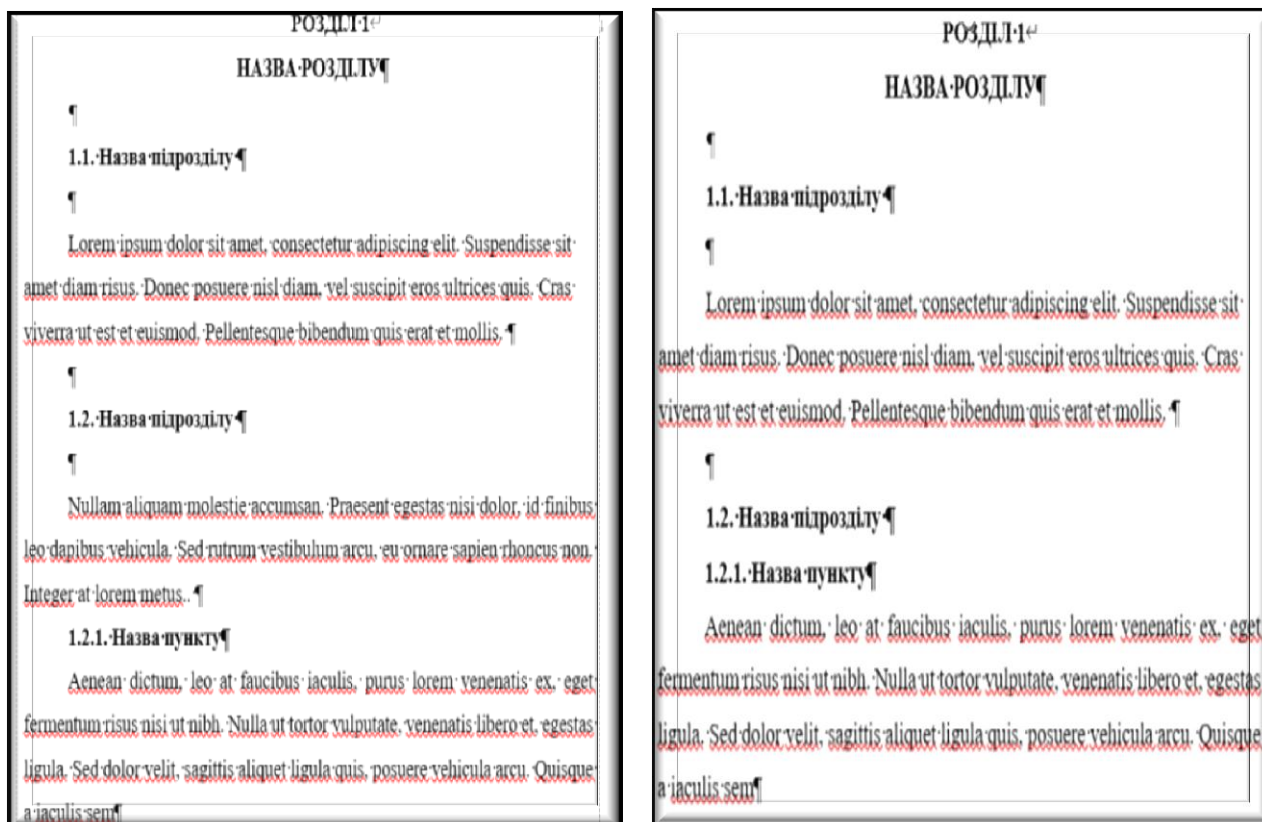 РОЗДІЛ 1
НАЗВА РОЗДІЛУ
1.1. Назва підрозділу
Lorem ipsum dolor sit amet, consectetur adipiscing elit. Suspendisse sit
amet diam risus. Donec posuere nisl diam, vel suscipit eros ultrices quis. Cras
viverra ut est et euismod. Pellentesque bibendum quis erat et mollis.
1.2. Назва підрозділу
Nullam aliquam molestie accumsan. Praesent egestas nisi dolor, id finibus
leo dapibus vehicula. Sed rutrum vestibulum arcu, eu ornare sapien rhoncus non.
Integer at lorem metus..
1.2.1. Назва пункту
Aenean dictum, leo at faucibus iaculis, purus lorem venenatis ex, eget
fermentum risus nisi ut nibh. Nulla ut tortor vulputate, venenatis libero et, egestas
ligula. Sed dolor velit, sagittis aliquet ligula quis, posuere vehicula arcu. Quisque
a iaculis sem
РОЗДІЛ 1
НАЗВА РОЗДІЛУ
1.1. Назва підрозділу
Lorem ipsum dolor sit amet, consectetur adipiscing elit. Suspendisse sit
amet diam risus. Donec posuere nisl diam, vel suscipit eros ultrices quis. Cras
viverra ut est et euismod. Pellentesque bibendum quis erat et mollis.
1.2. Назва підрозділу
1.2.1. Назва пункту
Aenean dictum, leo at faucibus iaculis, purus lorem venenatis ex, eget
fermentum risus nisi ut nibh. Nulla ut tortor vulputate, venenatis libero et, egestas
ligula. Sed dolor velit, sagittis aliquet ligula quis, posuere vehicula arcu. Quisque
a iaculis sem